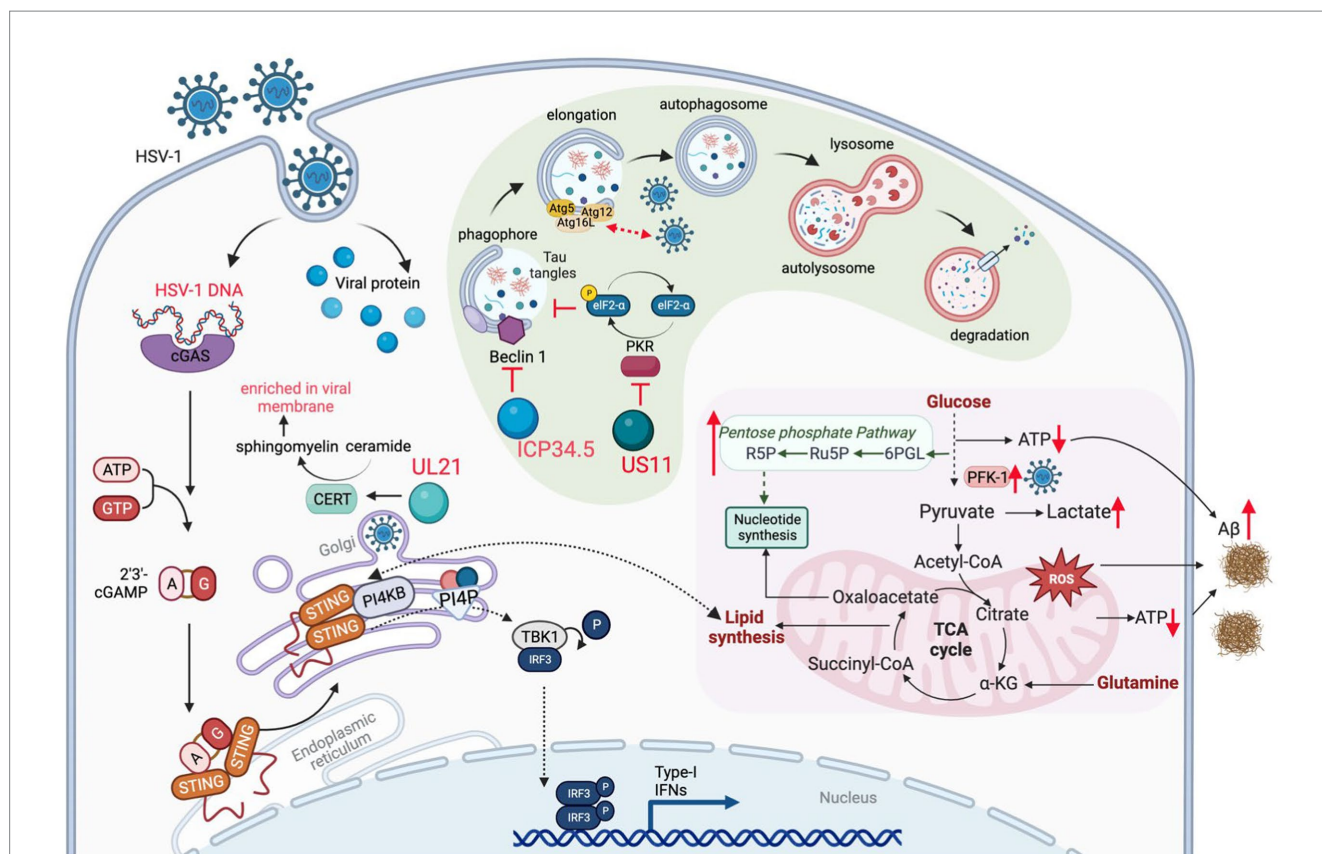 HSV-1
HSV-1 DNA
cGAS
Viral protein
ATP
GTP
2'3'-
cGAMP
A
G
A
G
STING
STING
Endoplasmic
reticulum
enriched in viral
membrane
sphingomyelin
ceramide
CERT
UL21
Golgi
STING
STING
PI4KB
PI4P
TBK1
IRF3
P
IRF3
P
IRF3
P
Type-I
IFNs
Nucleus
phagophore
elongation
autophagosome
lysosome
autolysosome
degradation
Atg5
Atg12
Atg16L
Tau
tangles
Beclin 1
P
eIF2-α
eIF2-α
PKR
ICP34.5
US11
Glucose
Pentose phosphate Pathway
R5P
Ru5P
6PGL
ATP
PFK-1
Nucleotide
synthesis
Pyruvate
Lactate
Acetyl-CoA
ROS
Oxaloacetate
Citrate
Lipid
synthesis
TCA
cycle
ATP
Succinyl-CoA
α-KG
Glutamine
Aβ